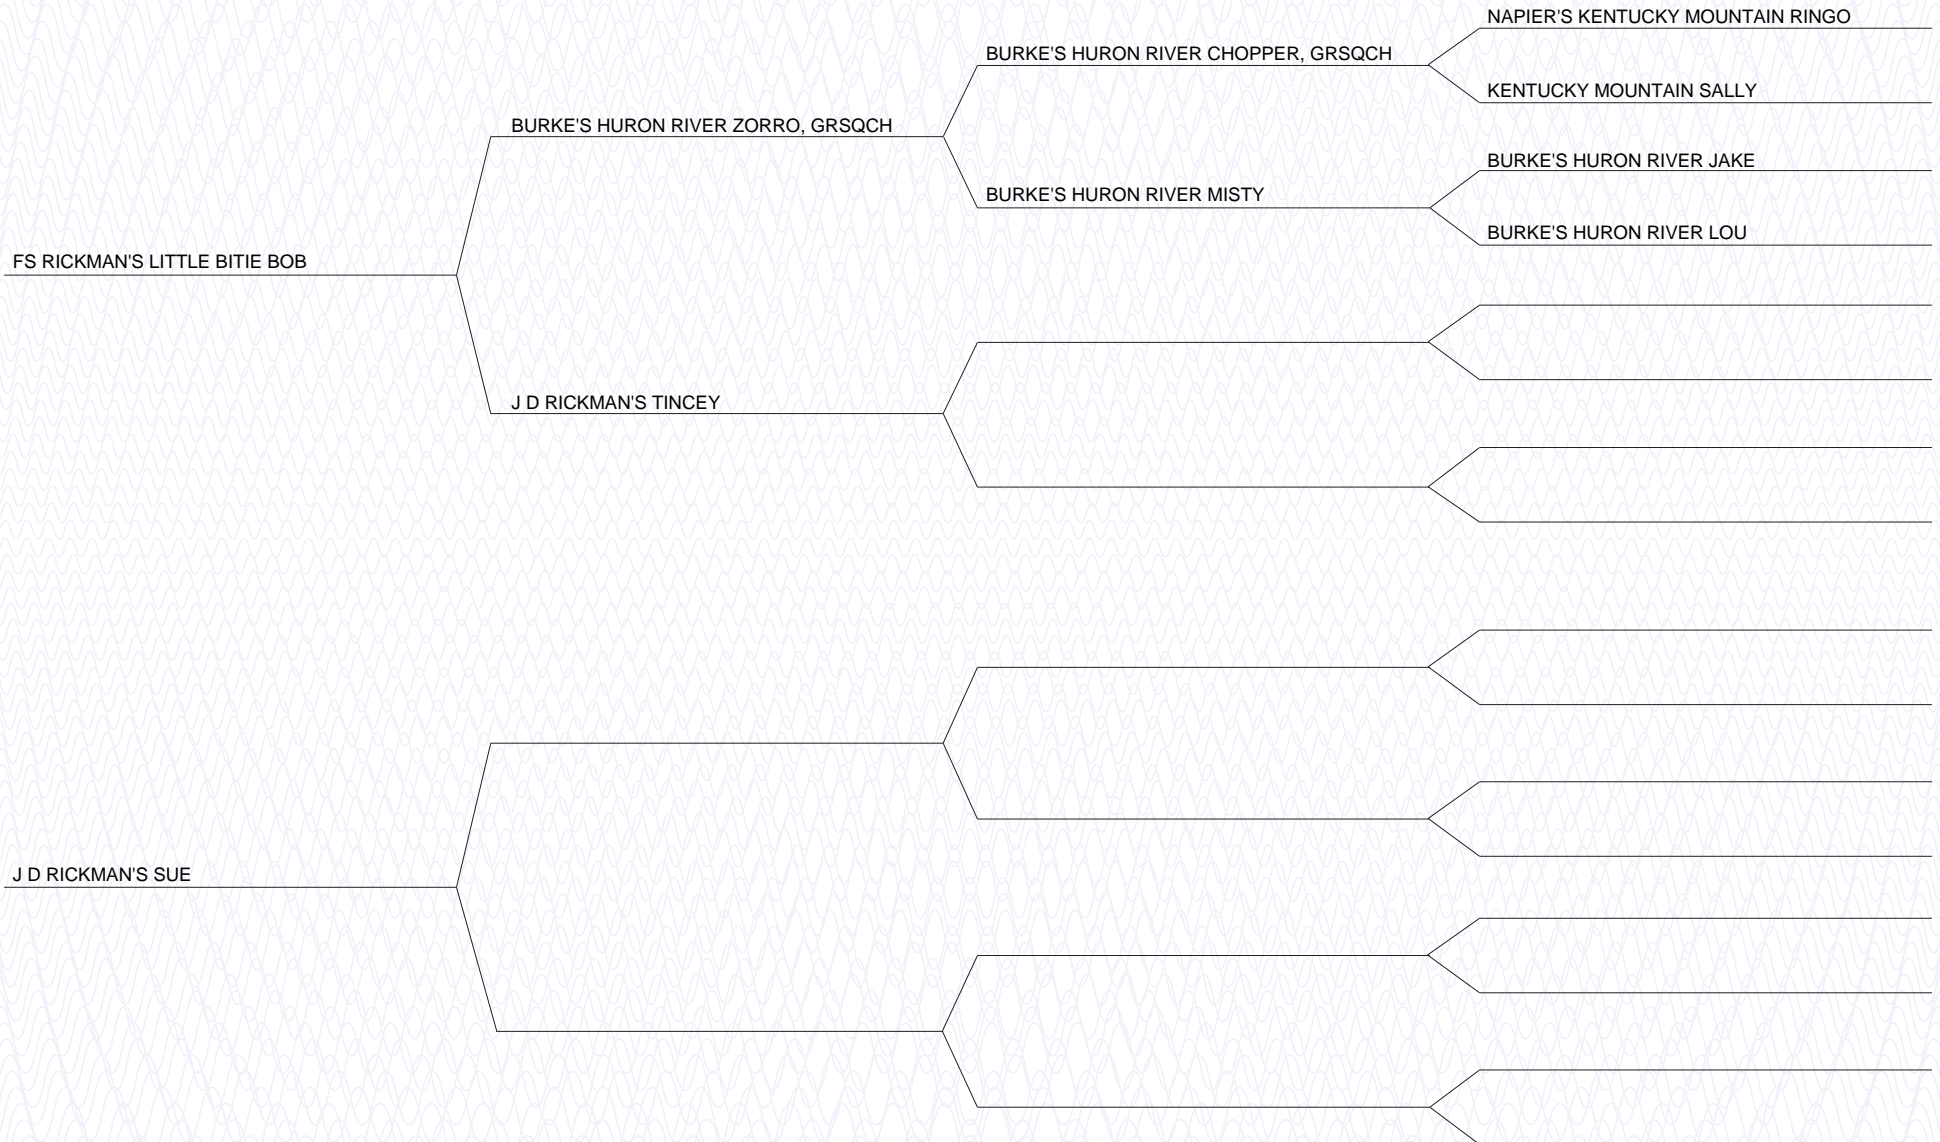 NAPIER'S KENTUCKY MOUNTAIN RINGO
BURKE'S HURON RIVER CHOPPER, GRSQCH
KENTUCKY MOUNTAIN SALLY
BURKE'S HURON RIVER ZORRO, GRSQCH
BURKE'S HURON RIVER JAKE
BURKE'S HURON RIVER MISTY
BURKE'S HURON RIVER LOU
FS RICKMAN'S LITTLE BITIE BOB
J D RICKMAN'S TINCEY
J D RICKMAN'S SUE